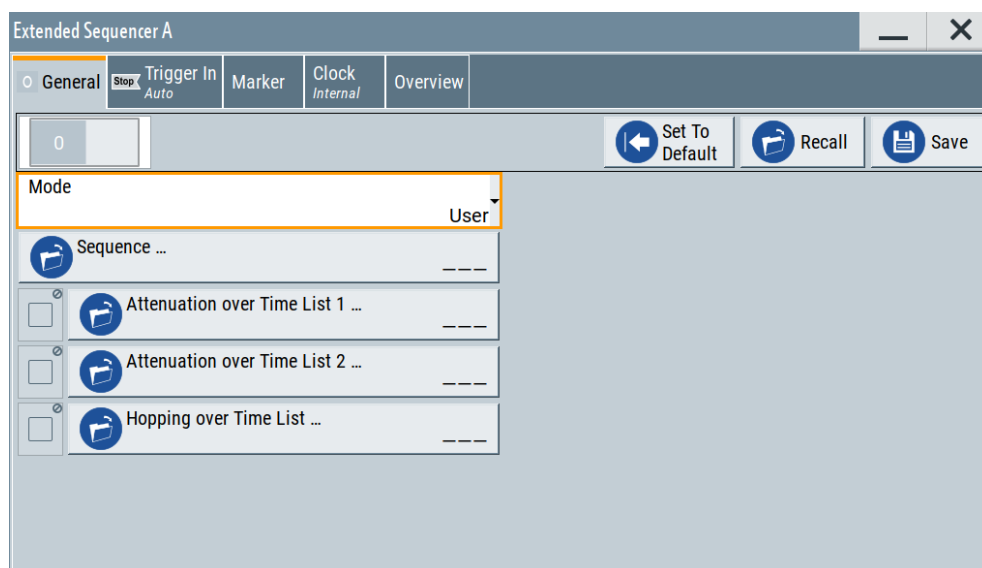 Extended Sequencer A
0 General
Stop Trigger In
Auto
Marker
Clock
Internal
Overview
0
Set To
Default
Recall
Save
Mode
User
Sequence ...
___
Attenuation over Time List 1 ...
___
Attenuation over Time List 2 ...
___
Hopping over Time List ...
___